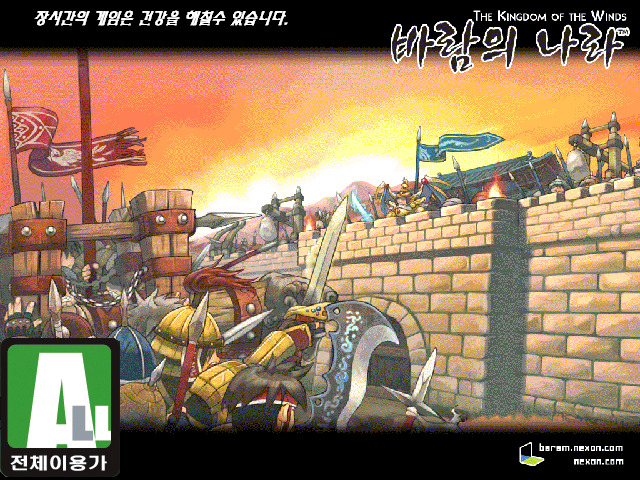 장시간의 게임은 건강을 해칠수 있습니다.
THE KINGDOM OF THE WINDS
바람의 나라™
ALL
전체이용가
baram.nexon.com
nexon.com